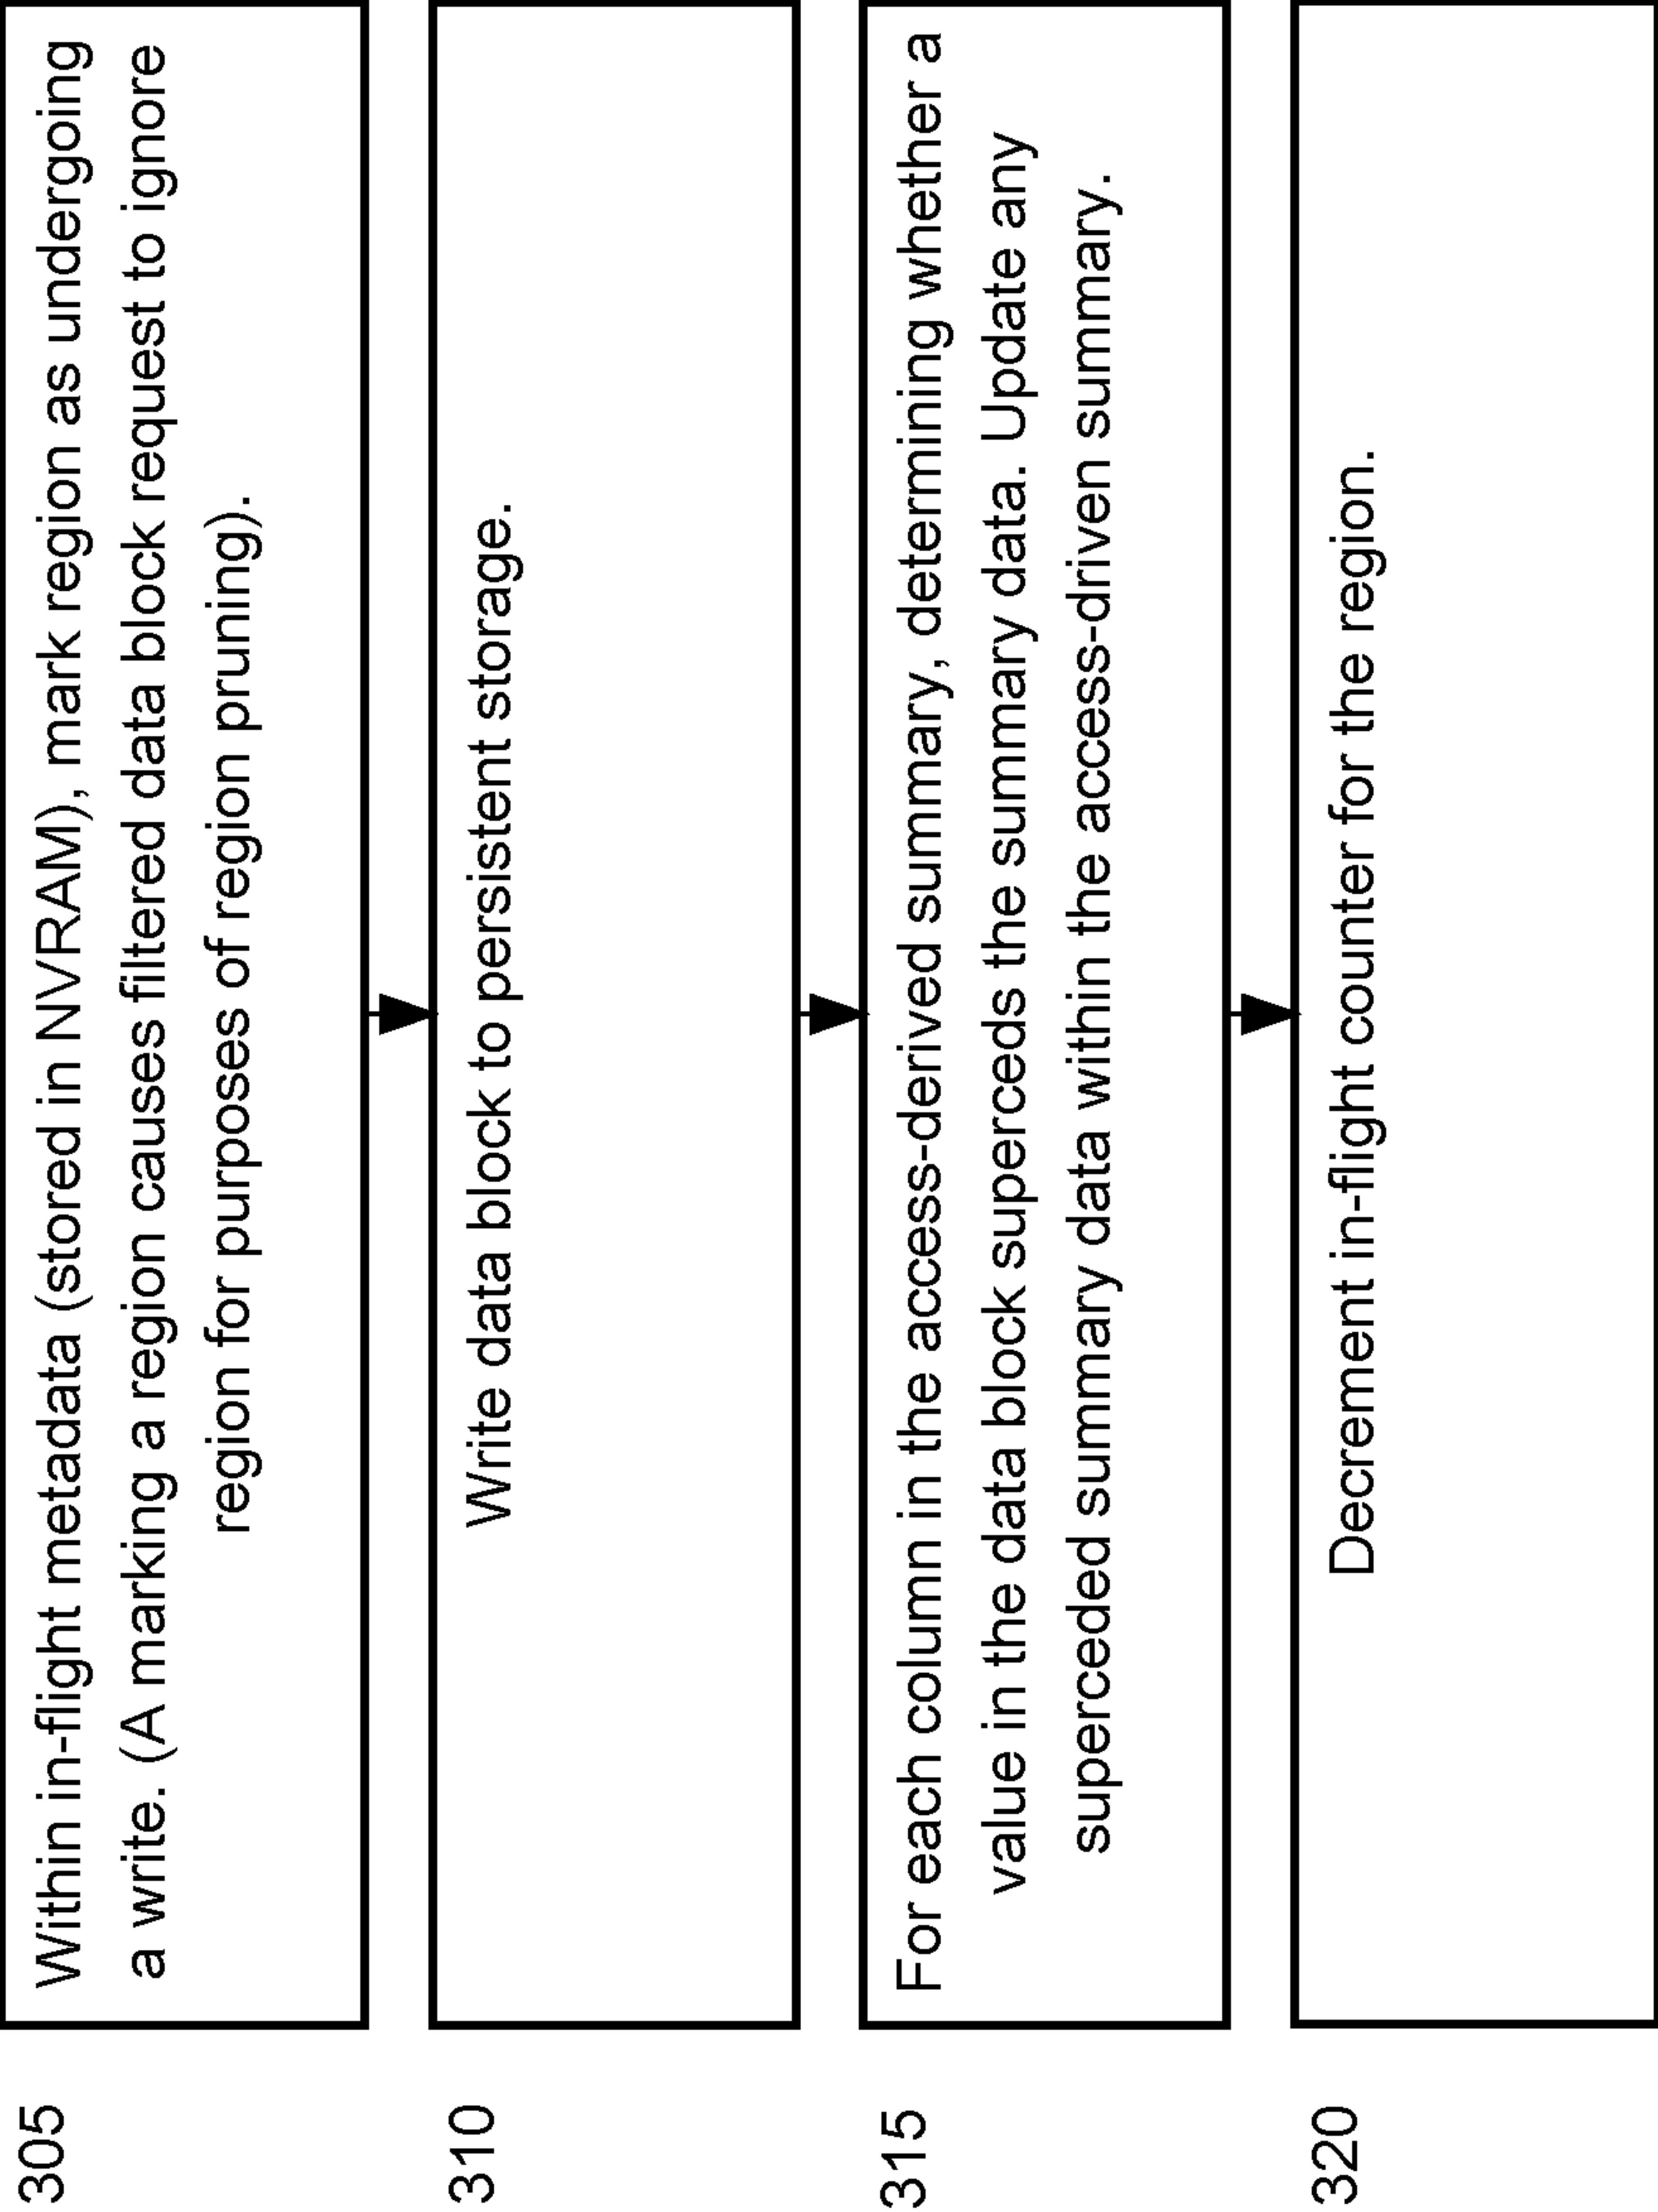 305
Within in-flight metadata (stored in NVRAM), mark region as undergoing
a write. (A marking a region causes filtered data block request to ignore
region for purposes of region pruning).
310
Write data block to persistent storage.
315
For each column in the access-derived summary, determining whether a
value in the data block superceds the summary data. Update any
superceded summary data within the access-driven summary.
320
Decrement in-flight counter for the region.